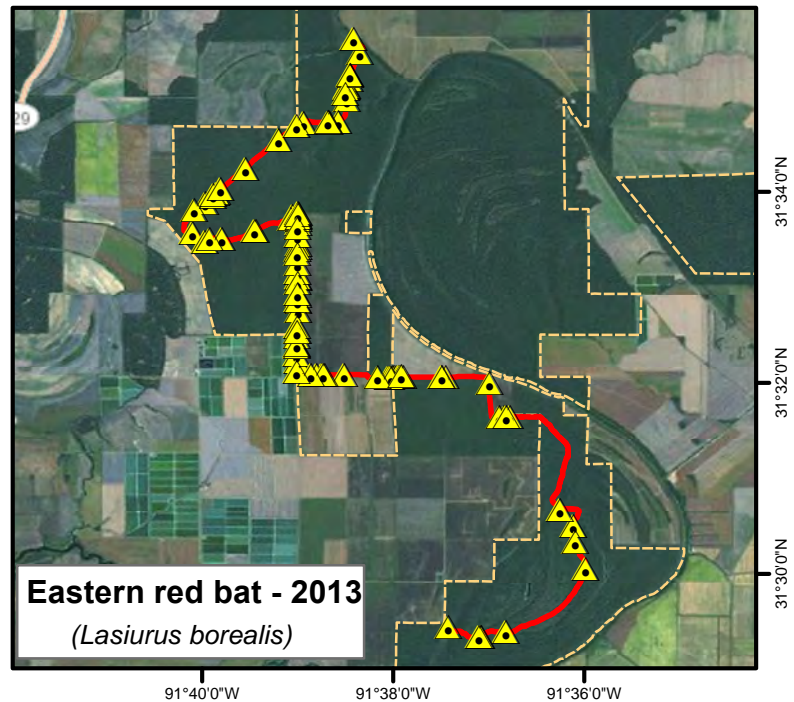 29
31°34'0"N
31°32'0"N
31°30'0"N
Eastern red bat - 2013
(Lasiurus borealis)
91°40'0"W 91°38'0"W 91°36'0"W